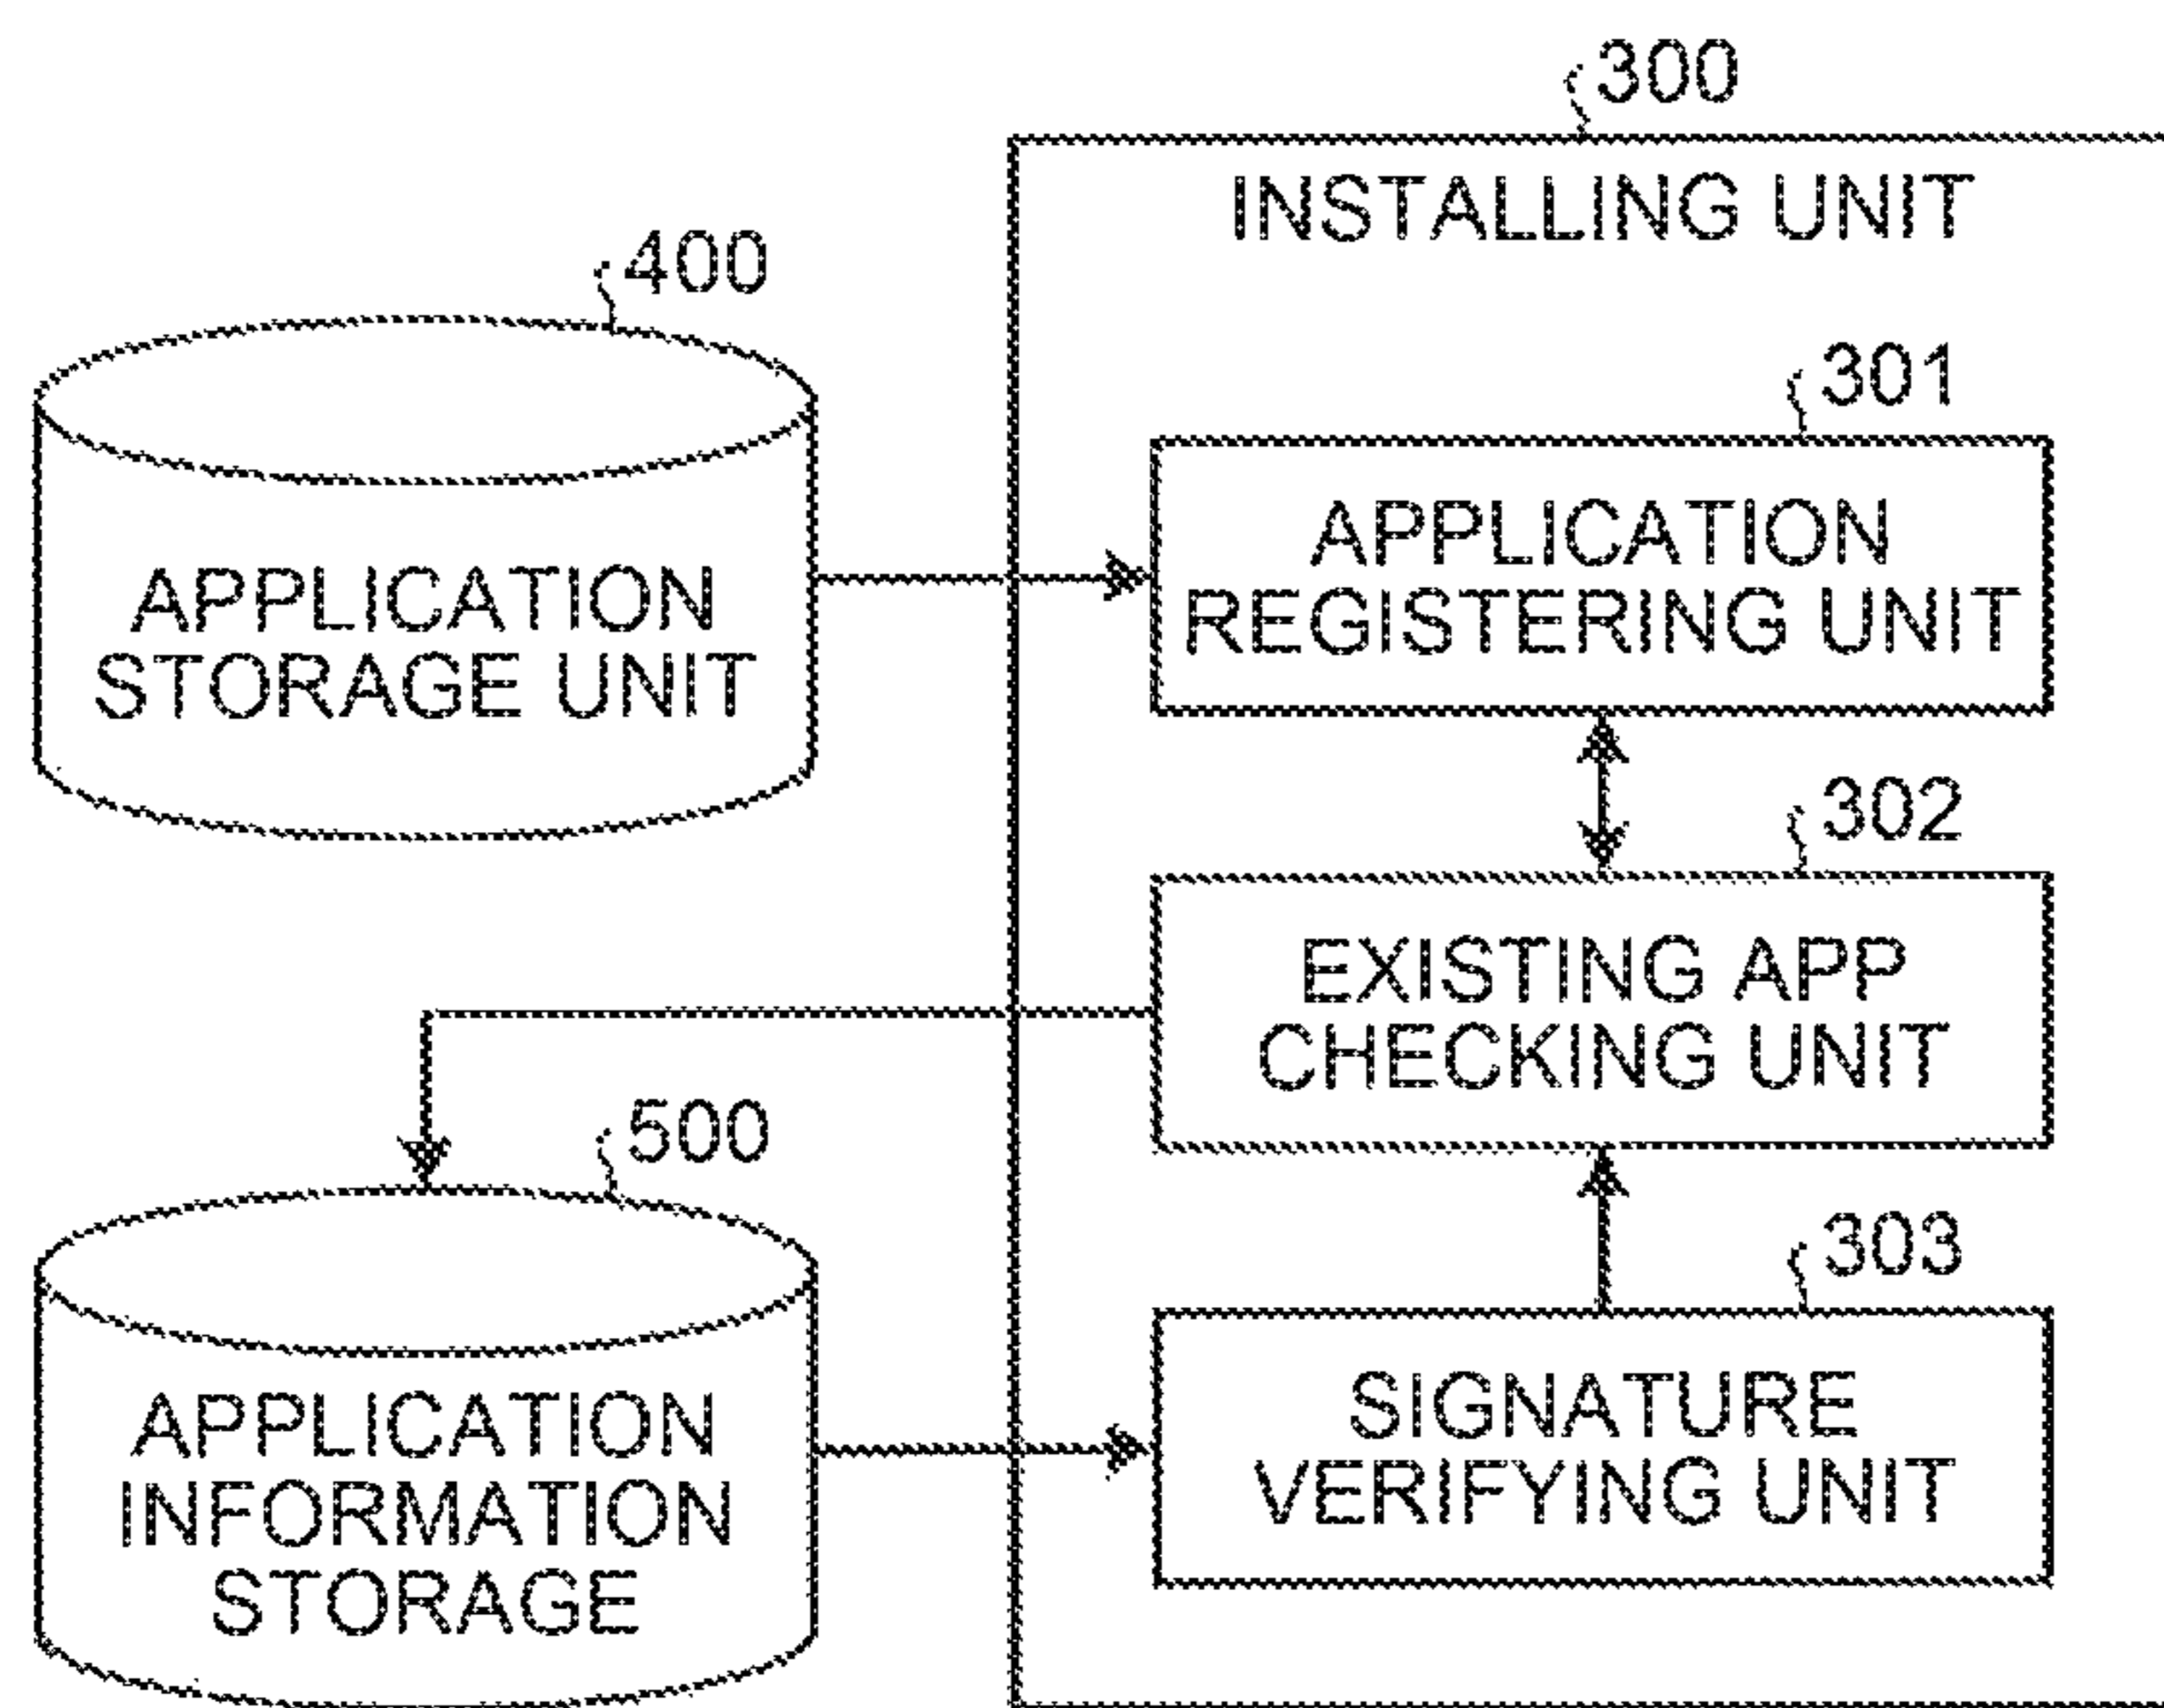 300
INSTALLING UNIT
400
301
APPLICATION
STORAGE UNIT
APPLICATION
REGISTERING UNIT
302
EXISTING APP
CHECKING UNIT
500
303
APPLICATION
INFORMATION
STORAGE
SIGNATURE
VERIFYING UNIT